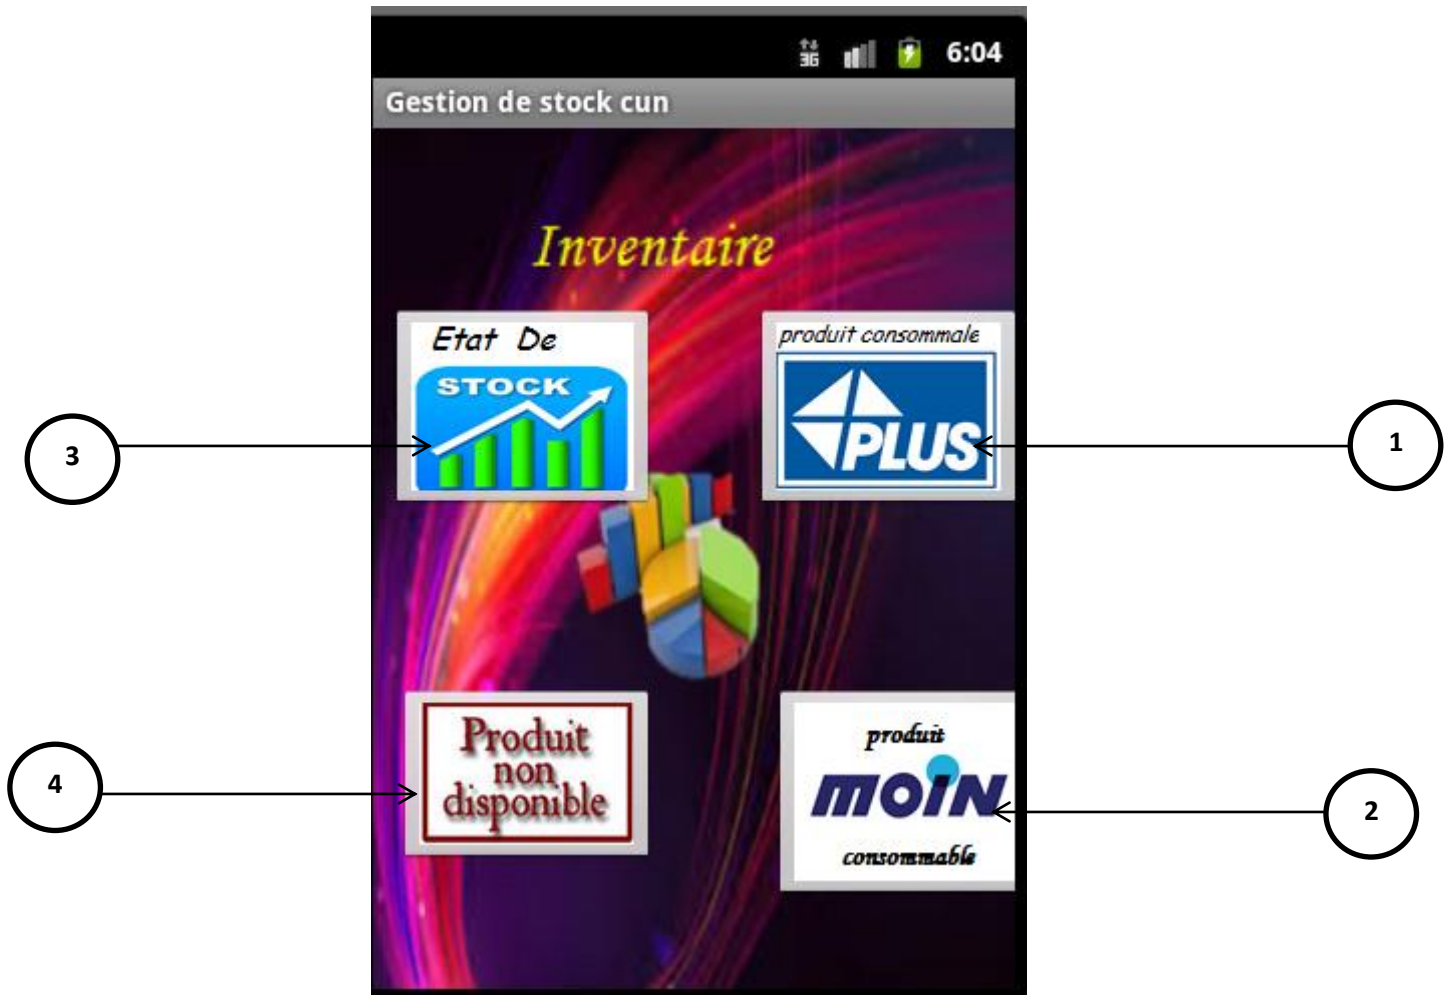 3G 6:04
Gestion de stock cun
Inventaire
Etat De
STOCK
produit consommale
PLUS
3
1
Produit
non
disponible
produit
MOiN
consommable
4
2